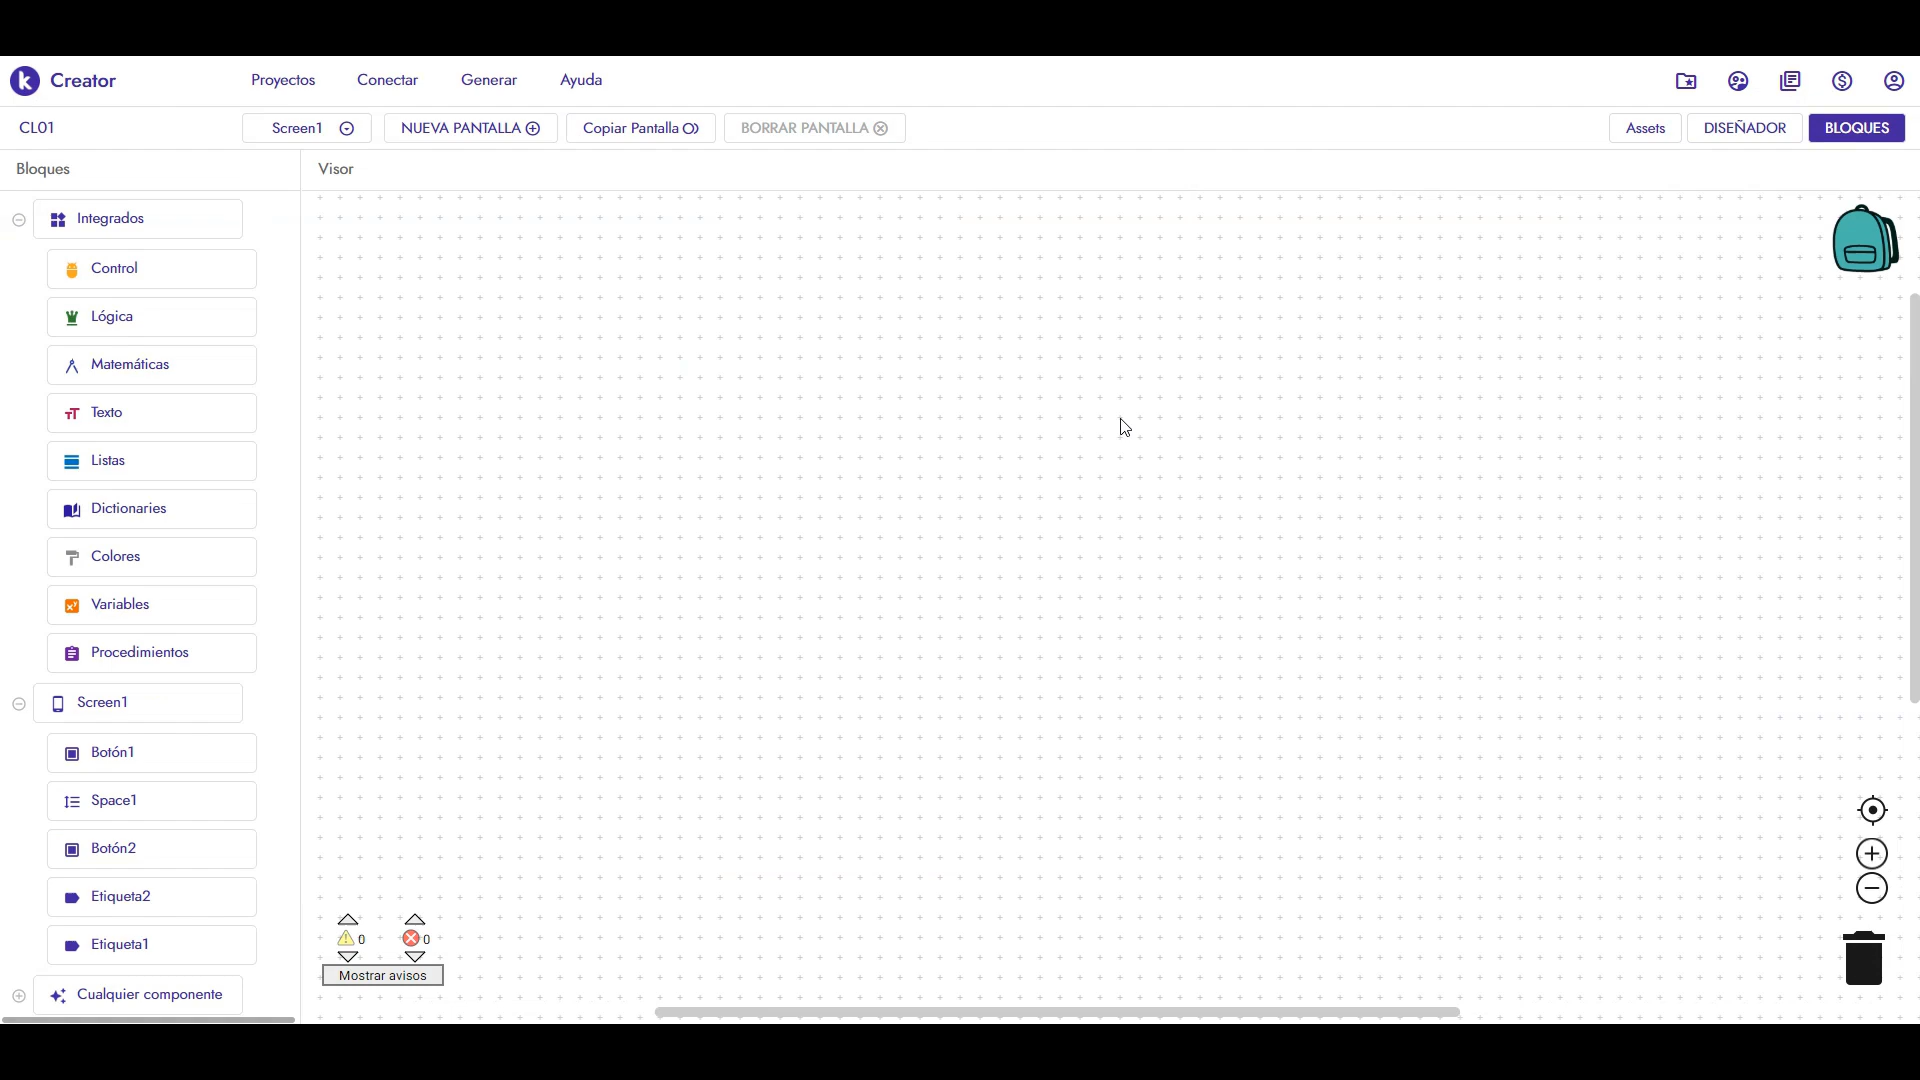 Creator
Proyectos Conectar Generar Ayuda
CL01
Screen1 NUEVA PANTALLA Copiar Pantalla BORRAR PANTALLA Assets DISEÑADOR BLOQUES
Bloques
Visor
Integrados
Control
Lógica
Matemáticas
Texto
Listas
Dictionaries
Colores
Variables
Procedimientos
Screen1
Botón1
Space1
Botón2
Etiqueta2
Etiqueta1
Cualquier componente
0 0
Mostrar avisos